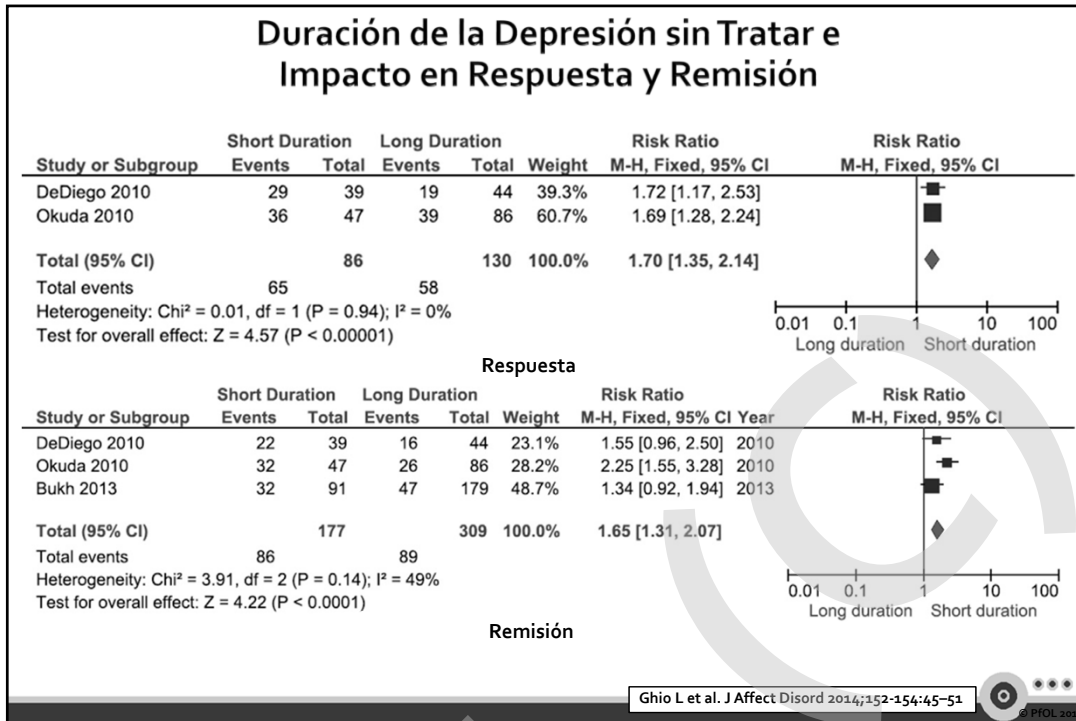 Duración de la Depresión sin Tratar e
Impacto en Respuesta y Remisión
Short Duration Long Duration Risk Ratio Risk Ratio
Study or Subgroup Events Total Events Total Weight M-H, Fixed, 95% CI M-H, Fixed, 95% CI
DeDiego 2010 29 39 19 44 39.3% 1.72 [1.17, 2.53]
Okuda 2010 36 47 39 86 60.7% 1.69 [1.28, 2.24]
Total (95% CI) 86 130 100.0% 1.70 [1.35, 2.14]
Total events 65 58
Heterogeneity: Chi² = 0.01, df = 1 (P = 0.94); I² = 0%
Test for overall effect: Z = 4.57 (P < 0.00001)
0.01 0.1 1 10 100
Long duration Short duration
Respuesta
Short Duration Long Duration Risk Ratio Risk Ratio
Study or Subgroup Events Total Events Total Weight M-H, Fixed, 95% CI Year M-H, Fixed, 95% CI
DeDiego 2010 22 39 16 44 23.1% 1.55 [0.96, 2.50] 2010
Okuda 2010 32 47 26 86 28.2% 2.25 [1.55, 3.28] 2010
Bukh 2013 32 91 47 179 48.7% 1.34 [0.92, 1.94] 2013
Total (95% CI) 177 309 100.0% 1.65 [1.31, 2.07]
Total events 86 89
Heterogeneity: Chi² = 3.91, df = 2 (P = 0.14); I² = 49%
Test for overall effect: Z = 4.22 (P < 0.0001)
0.01 0.1 1 10 100
Long duration Short duration
Remisión
Ghio L et al. J Affect Disord 2014;152-154:45–51
© PfOL